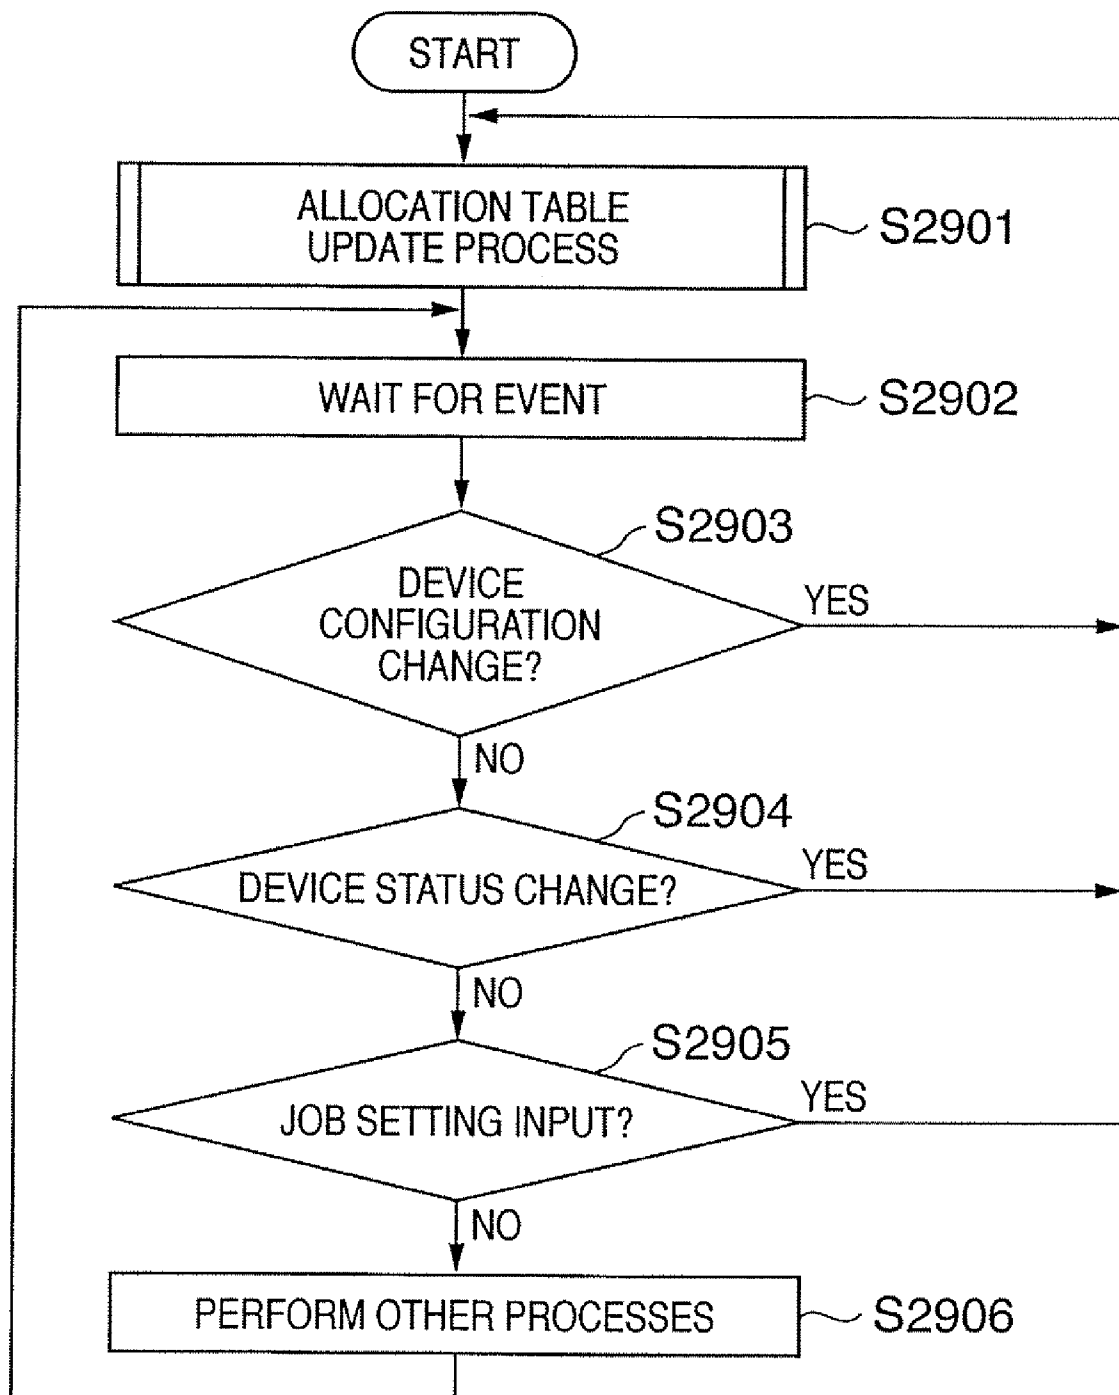 START
ALLOCATION TABLE
UPDATE PROCESS
S2901
WAIT FOR EVENT
S2902
S2903
DEVICE
CONFIGURATION
CHANGE?
YES
NO
S2904
DEVICE STATUS CHANGE?
YES
NO
S2905
JOB SETTING INPUT?
YES
NO
PERFORM OTHER PROCESSES
S2906